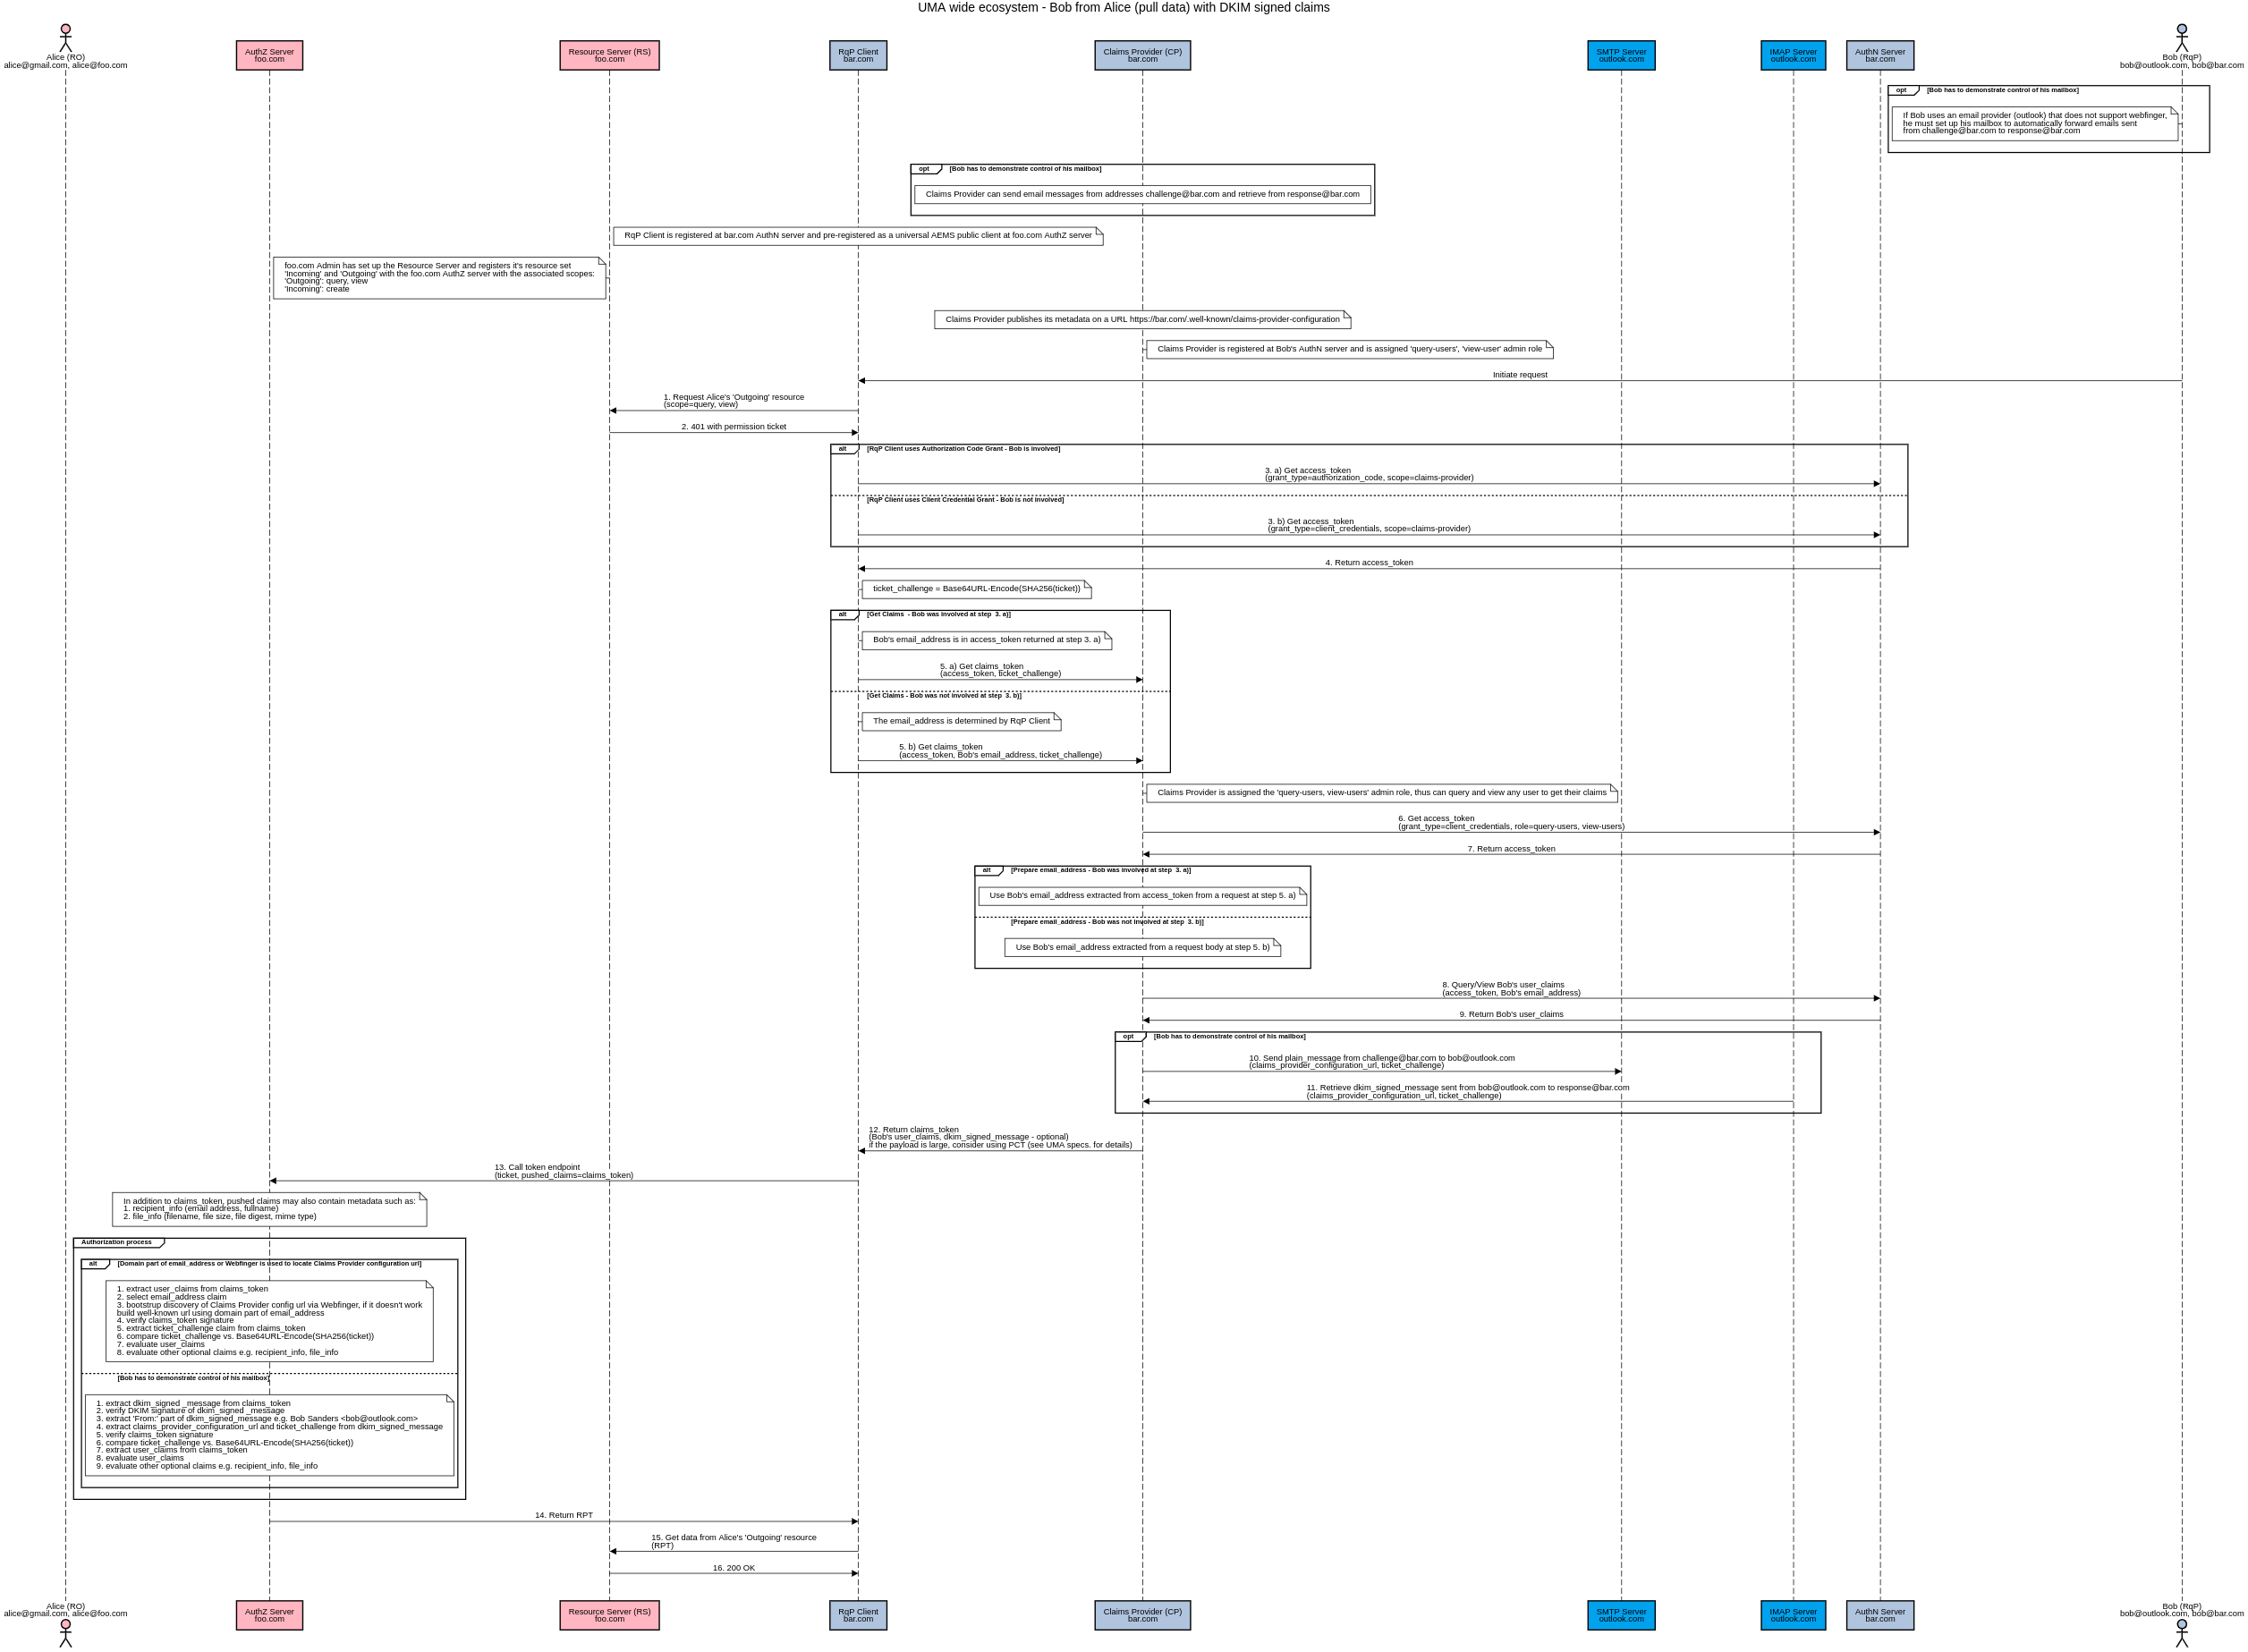 UMA wide ecosystem - Bob from Alice (pull data) with DKIM signed claims
Alice (RO)
alice@gmail.com, alice@foo.com
AuthZ Server
foo.com
Resource Server (RS)
foo.com
RqP Client
bar.com
Claims Provider (CP)
bar.com
SMTP Server
outlook.com
IMAP Server
outlook.com
AuthN Server
bar.com
Bob (RqP)
bob@outlook.com, bob@bar.com
opt [Bob has to demonstrate control of his mailbox]
If Bob uses an email provider (outlook) that does not support webfinger,
he must set up his mailbox to automatically forward emails sent
from challenge@bar.com to response@bar.com
opt [Bob has to demonstrate control of his mailbox]
Claims Provider can send email messages from addresses challenge@bar.com and retrieve from response@bar.com
RqP Client is registered at bar.com AuthN server and pre-registered as a universal AEMS public client at foo.com AuthZ server
foo.com Admin has set up the Resource Server and registers it's resource set
'Incoming' and 'Outgoing' with the foo.com AuthZ server with the associated scopes:
'Outgoing': query, view
'Incoming': create
Claims Provider publishes its metadata on a URL https://bar.com/.well-known/claims-provider-configuration
Claims Provider is registered at Bob's AuthN server and is assigned 'query-users', 'view-user' admin role
Initiate request
1. Request Alice's 'Outgoing' resource
(scope=query, view)
2. 401 with permission ticket
alt [RqP Client uses Authorization Code Grant - Bob is involved]
3. a) Get access_token
(grant_type=authorization_code, scope=claims-provider)
[RqP Client uses Client Credential Grant - Bob is not involved]
3. b) Get access_token
(grant_type=client_credentials, scope=claims-provider)
4. Return access_token
ticket_challenge = Base64URL-Encode(SHA256(ticket))
alt [Get Claims  - Bob was involved at step  3. a)]
Bob's email_address is in access_token returned at step 3. a)
5. a) Get claims_token
(access_token, ticket_challenge)
[Get Claims - Bob was not involved at step  3. b)]
The email_address is determined by RqP Client
5. b) Get claims_token
(access_token, Bob's email_address, ticket_challenge)
Claims Provider is assigned the 'query-users, view-users' admin role, thus can query and view any user to get their claims
6. Get access_token
(grant_type=client_credentials, role=query-users, view-users)
7. Return access_token
alt [Prepare email_address - Bob was involved at step  3. a)]
Use Bob's email_address extracted from access_token from a request at step 5. a)
[Prepare email_address - Bob was not involved at step  3. b)]
Use Bob's email_address extracted from a request body at step 5. b)
8. Query/View Bob's user_claims
(access_token, Bob's email_address)
9. Return Bob's user_claims
opt [Bob has to demonstrate control of his mailbox]
10. Send plain_message from challenge@bar.com to bob@outlook.com
(claims_provider_configuration_url, ticket_challenge)
11. Retrieve dkim_signed_message sent from bob@outlook.com to response@bar.com
(claims_provider_configuration_url, ticket_challenge)
12. Return claims_token
(Bob's user_claims, dkim_signed_message - optional)
if the payload is large, consider using PCT (see UMA specs. for details)
13. Call token endpoint
(ticket, pushed_claims=claims_token)
In addition to claims_token, pushed claims may also contain metadata such as:
1. recipient_info (email address, fullname)
2. file_info (filename, file size, file digest, mime type)
Authorization process
alt [Domain part of email_address or Webfinger is used to locate Claims Provider configuration url]
1. extract user_claims from claims_token
2. select email_address claim
3. bootstrup discovery of Claims Provider config url via Webfinger, if it doesn't work
build well-known url using domain part of email_address
4. verify claims_token signature
5. extract ticket_challenge claim from claims_token
6. compare ticket_challenge vs. Base64URL-Encode(SHA256(ticket))
7. evaluate user_claims
8. evaluate other optional claims e.g. recipient_info, file_info
[Bob has to demonstrate control of his mailbox]
1. extract dkim_signed _message from claims_token
2. verify DKIM signature of dkim_signed _message
3. extract 'From:' part of dkim_signed_message e.g. Bob Sanders <bob@outlook.com>
4. extract claims_provider_configuration_url and ticket_challenge from dkim_signed_message
5. verify claims_token signature
6. compare ticket_challenge vs. Base64URL-Encode(SHA256(ticket))
7. extract user_claims from claims_token
8. evaluate user_claims
9. evaluate other optional claims e.g. recipient_info, file_info
14. Return RPT
15. Get data from Alice's 'Outgoing' resource
(RPT)
16. 200 OK
Alice (RO)
alice@gmail.com, alice@foo.com
AuthZ Server
foo.com
Resource Server (RS)
foo.com
RqP Client
bar.com
Claims Provider (CP)
bar.com
SMTP Server
outlook.com
IMAP Server
outlook.com
AuthN Server
bar.com
Bob (RqP)
bob@outlook.com, bob@bar.com